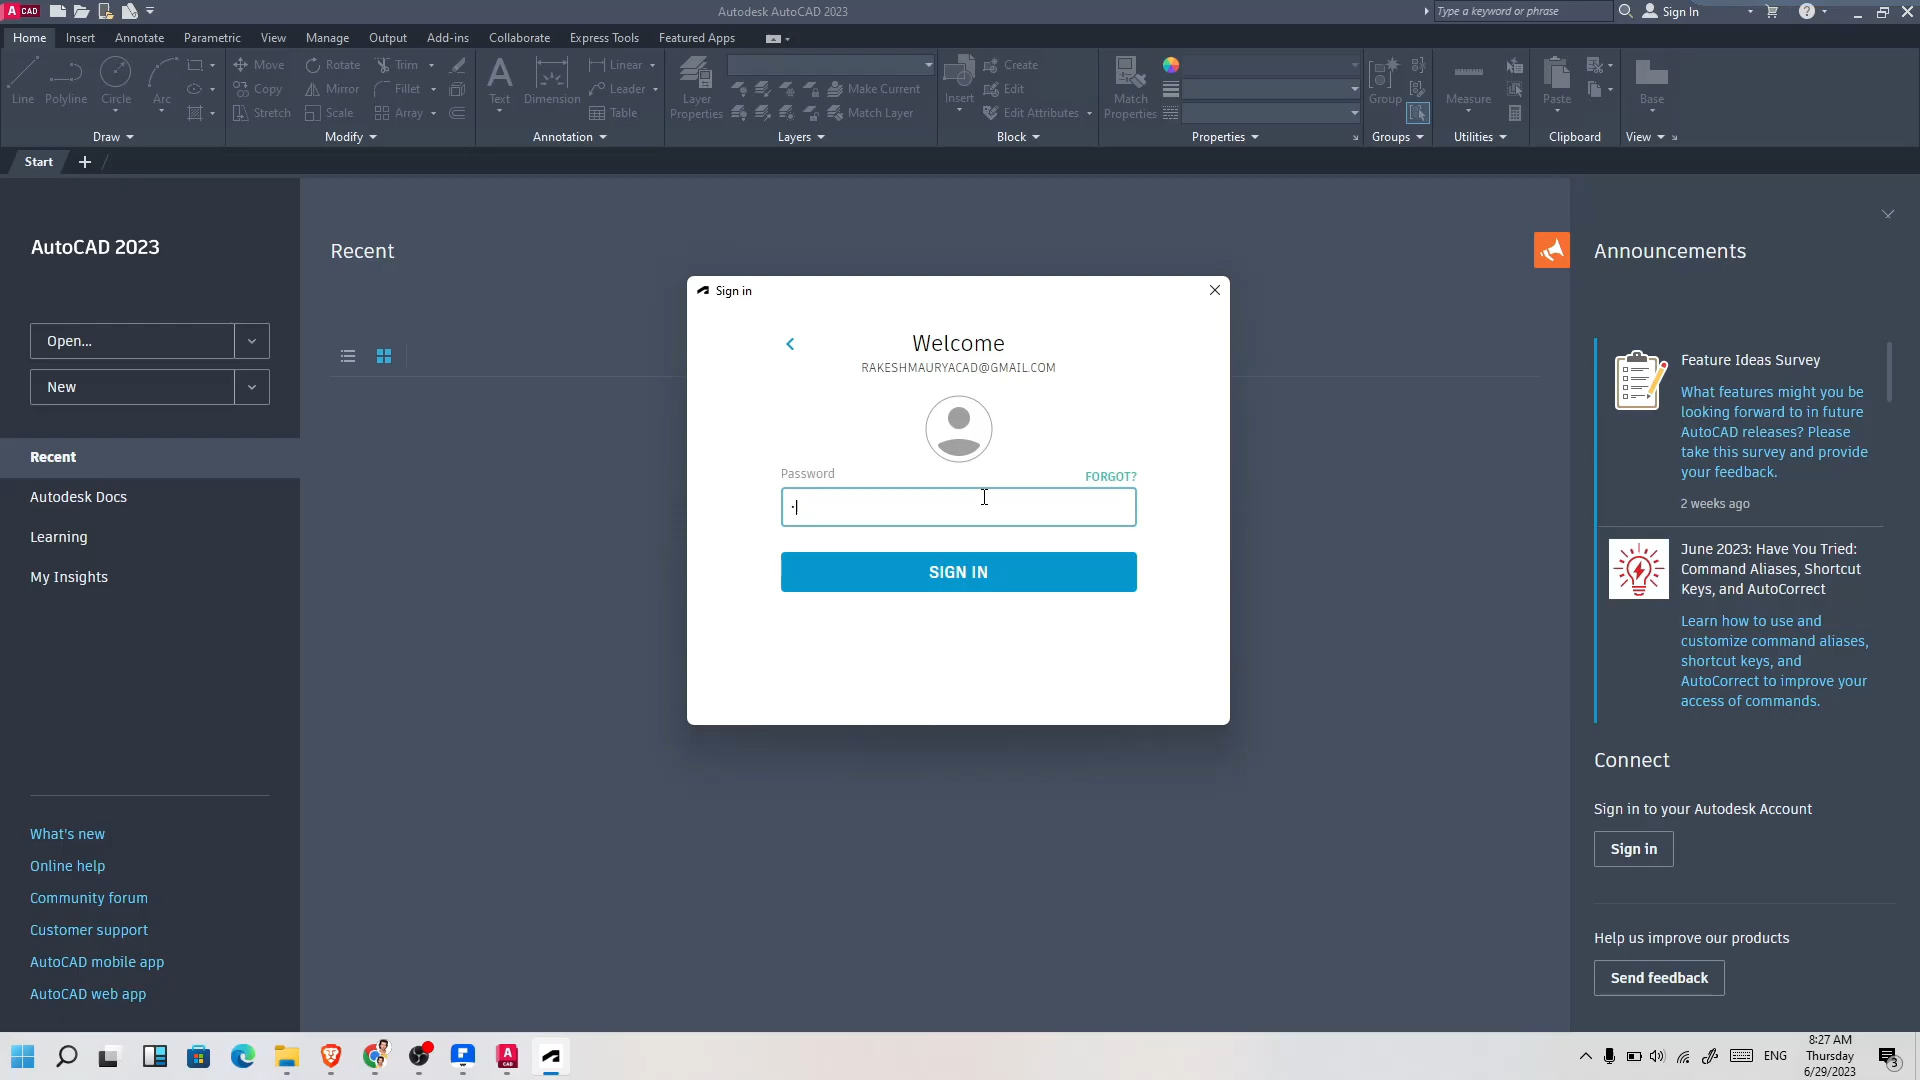 A CAD
Autodesk AutoCAD 2023
Type a keyword or phrase
Sign In
Home Insert Annotate Parametric View Manage Output Add-ins Collaborate Express Tools Featured Apps
Line Polyline Circle Arc
Move Rotate Trim
Copy Mirror Fillet
Stretch Scale Array
Text Dimension
Linear
Leader
Table
Layer
Properties
Make Current
Match Layer
Insert
Create
Edit
Edit Attributes
Match
Properties
Group
Measure
Paste
Base
Draw Modify Annotation Layers Block Properties Groups Utilities Clipboard View
Start
AutoCAD 2023
Open...
New
Recent
Autodesk Docs
Learning
My Insights
What's new
Online help
Community forum
Customer support
AutoCAD mobile app
AutoCAD web app
Recent
Sign in
Welcome
RAKESHMAURYACAD@GMAIL.COM
Password
FORGOT?
SIGN IN
Announcements
Feature Ideas Survey
What features might you be
looking forward to in future
AutoCAD releases? Please
take this survey and provide
your feedback.
2 weeks ago
June 2023: Have You Tried:
Command Aliases, Shortcut
Keys, and AutoCorrect
Learn how to use and
customize command aliases,
shortcut keys, and
AutoCorrect to improve your
access of commands.
Connect
Sign in to your Autodesk Account
Sign in
Help us improve our products
Send feedback
ENG
8:27 AM
Thursday
6/29/2023
3